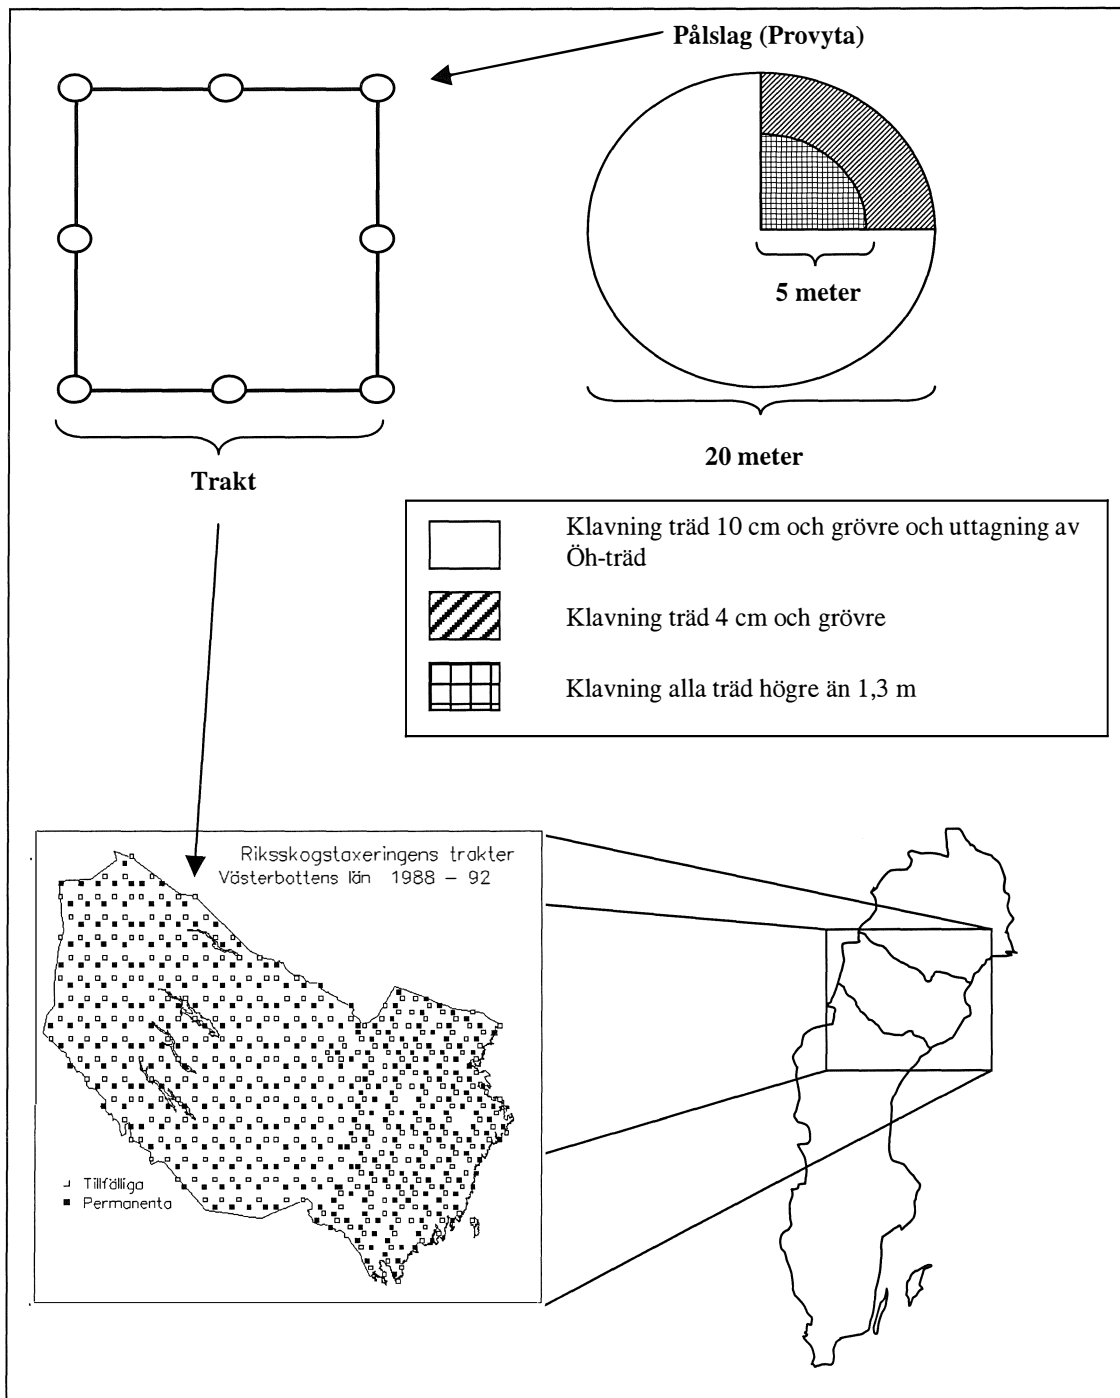 Pålslag (Provyta)
5 meter
20 meter
Trakt
Klavning träd 10 cm och grövre och uttagning av
Öh-träd
Klavning träd 4 cm och grövre
Klavning alla träd högre än 1,3 m
Riksskogstaxeringens trakter
Västerbottens län 1988 – 92
Tillfälliga
Permanenta